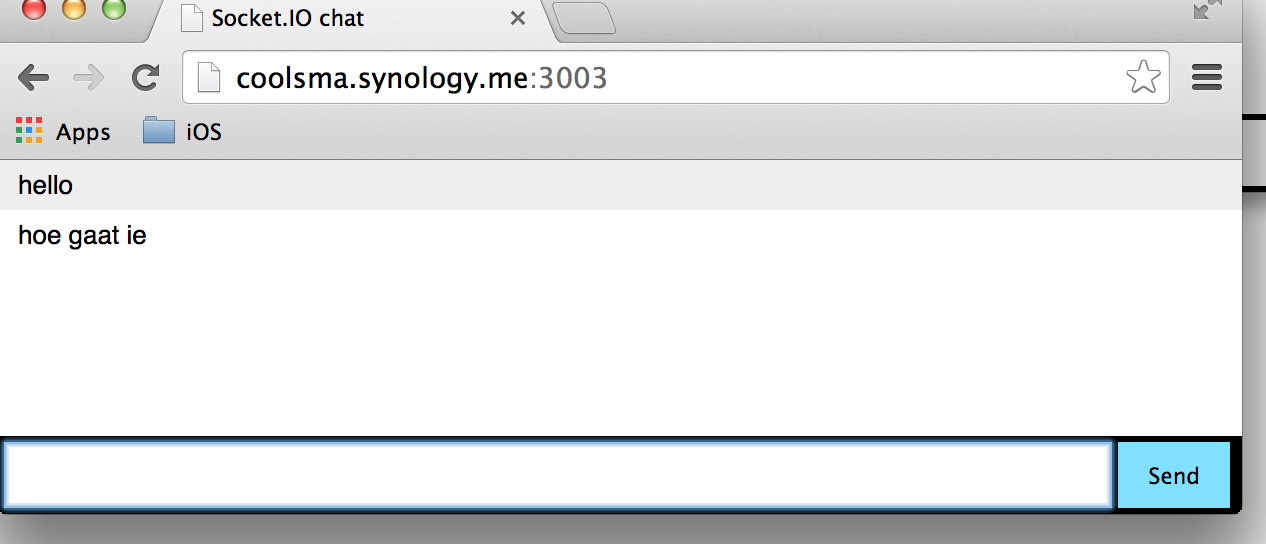 Socket.IO chat
coolsma.synology.me:3003
Apps iOS
hello
hoe gaat ie
Send